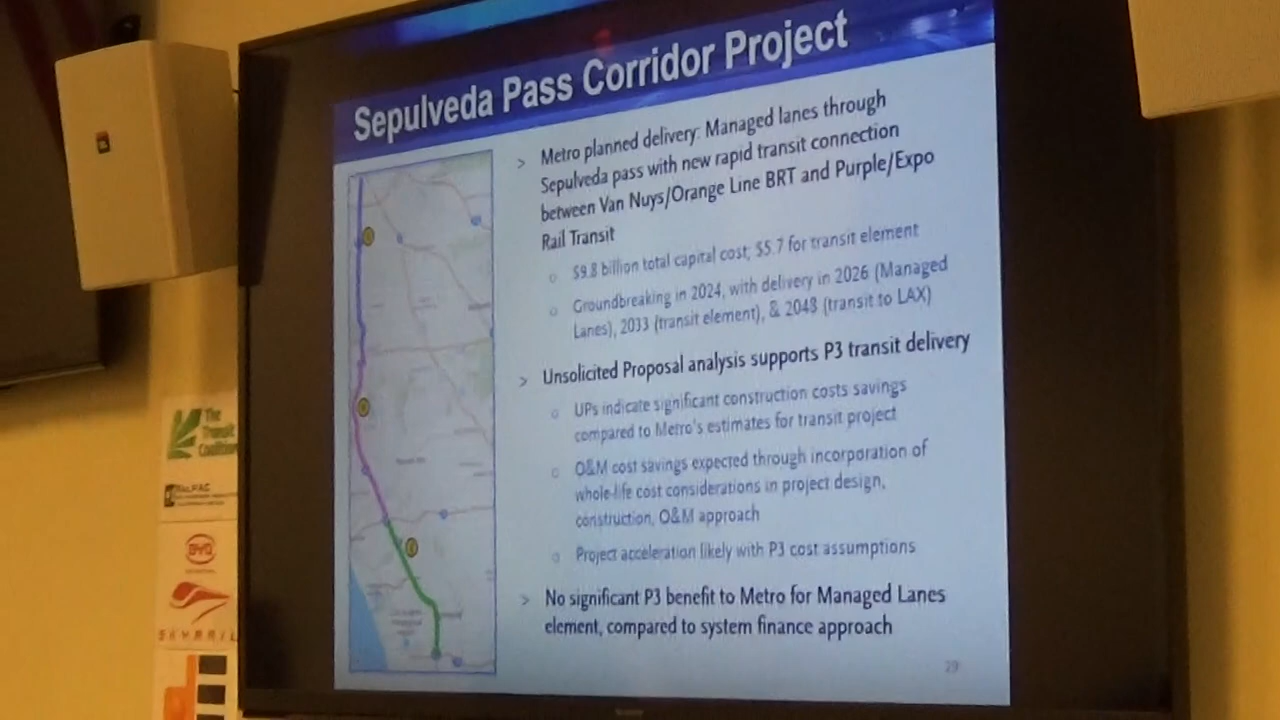 Sepulveda Pass Corridor Project
> Metro planned delivery: Managed lanes through
Sepulveda pass with new rapid transit connection
between Van Nuys/Orange Line BRT and Purple/Expo
Rail Transit
o $9.8 billion total capital cost; $5.7 for transit element
o Groundbreaking in 2024, with delivery in 2026 (Managed
Lanes), 2033 (transit element), & 2048 (transit to LAX)
> Unsolicited Proposal analysis supports P3 transit delivery
o UPs indicate significant construction costs savings
compared to Metro's estimates for transit project
o O&M cost savings expected through incorporation of
whole-life cost considerations in project design,
construction, O&M approach
o Project acceleration likely with P3 cost assumptions
> No significant P3 benefit to Metro for Managed Lanes
element, compared to system finance approach
29
JBL
The
Transit
Coalition
RailPAC
BYD
SKYRAIL